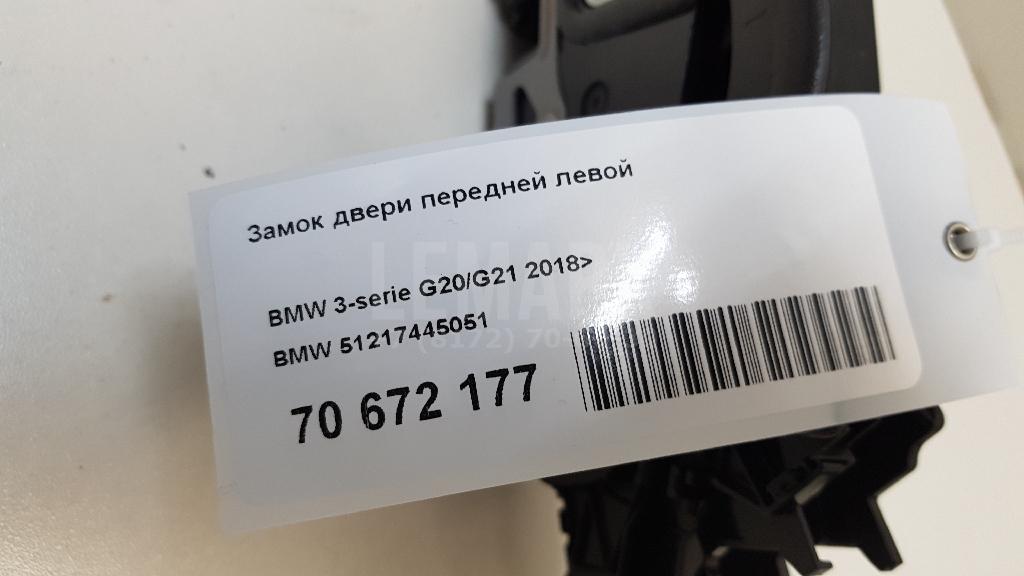 Замок двери передней левой
BMW 3-serie G20/G21 2018>
BMW 51217445051
70 672 177